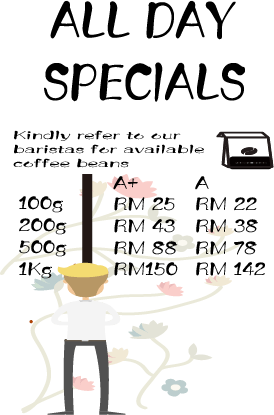 ALL DAY
SPECIALS
Kindly refer to our
baristas for available
coffee beans
A+ A
100g RM 25 RM 22
200g RM 43 RM 38
500g RM 88 RM 78
1Kg RM150 RM 142